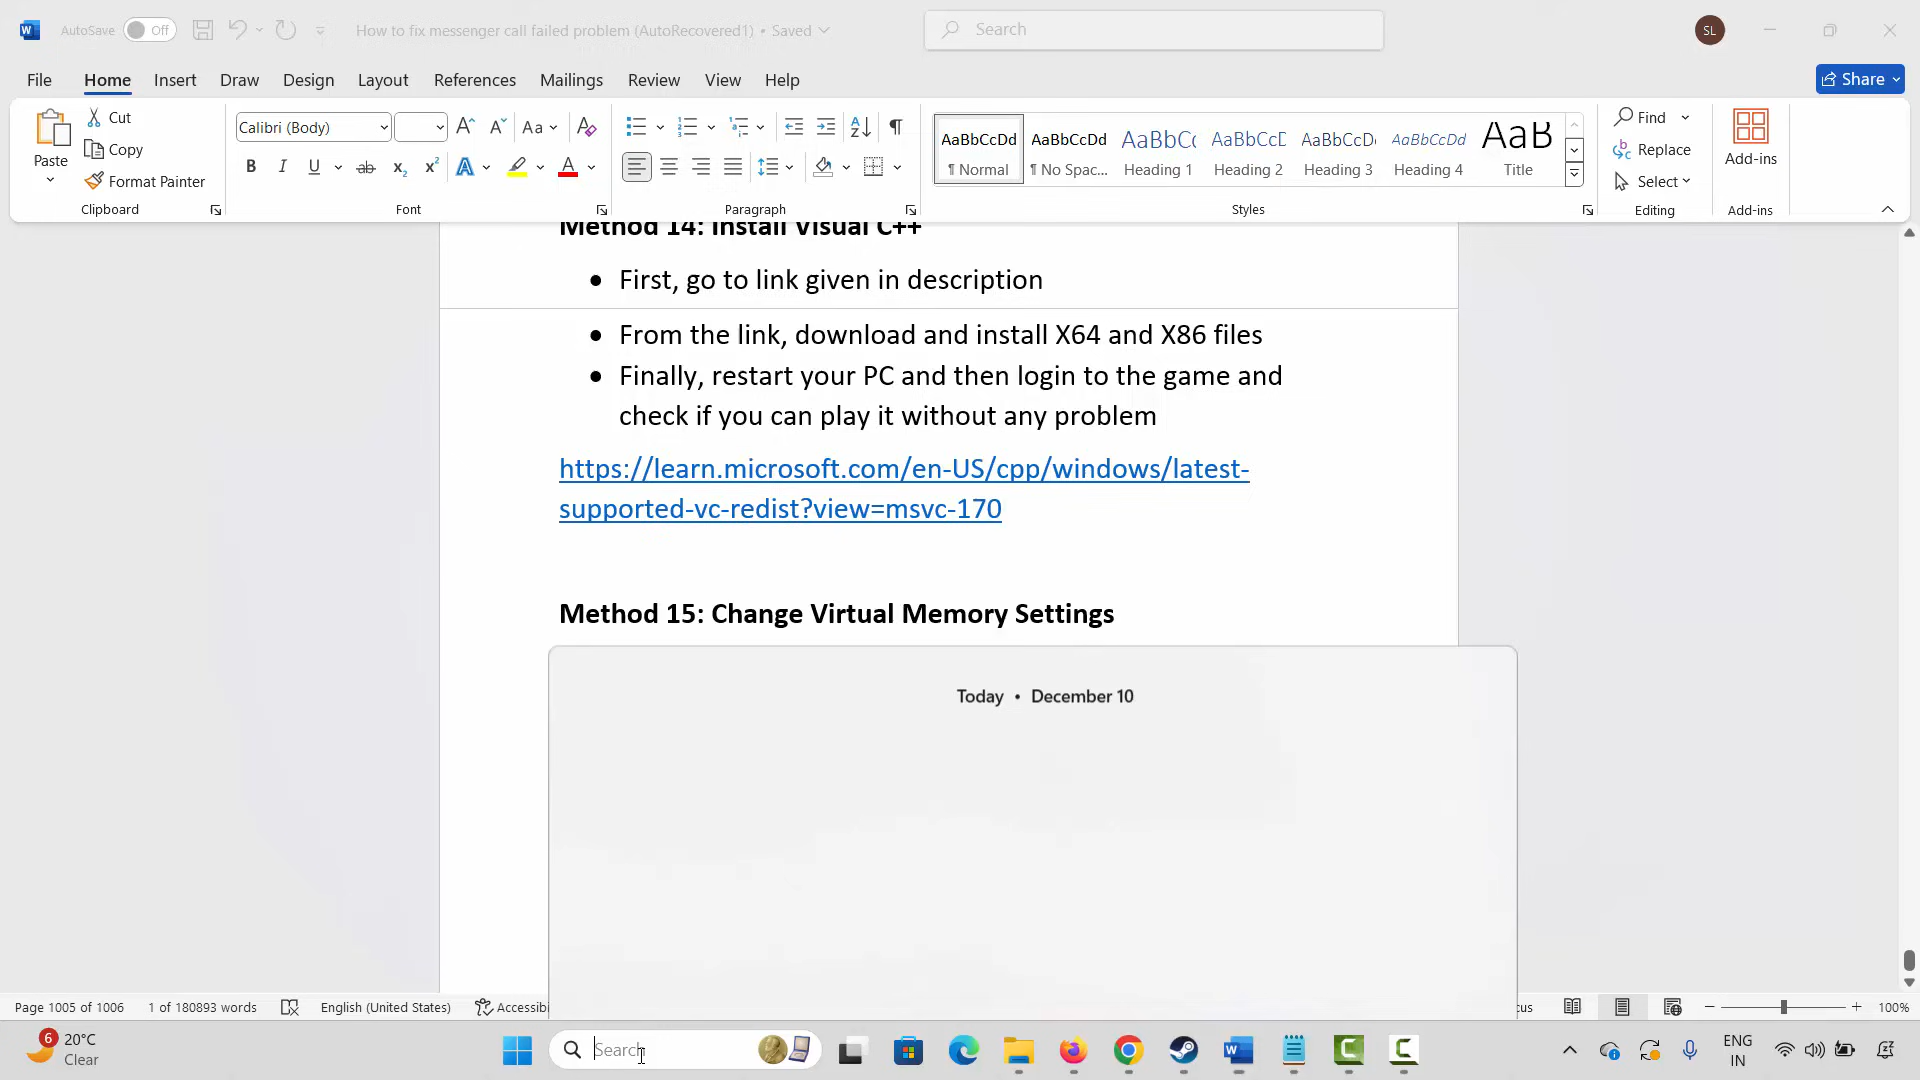 AutoSave Off How to fix messenger call failed problem (AutoRecovered1) • Saved Search SL
File Home Insert Draw Design Layout References Mailings Review View Help Share
Paste Cut Copy Format Painter
Calibri (Body)
AaBbCcDd AaBbCcDd AaBbCc AaBbCcD AaBbCcDc AaBbCcDd AaB
¶ Normal ¶ No Spac... Heading 1 Heading 2 Heading 3 Heading 4 Title
Find Replace Select
Add-ins
Clipboard Font Paragraph Styles Editing Add-ins
Method 14: Install Visual C++
• First, go to link given in description
• From the link, download and install X64 and X86 files
• Finally, restart your PC and then login to the game and
check if you can play it without any problem
https://learn.microsoft.com/en-US/cpp/windows/latest-
supported-vc-redist?view=msvc-170
Method 15: Change Virtual Memory Settings
Today • December 10
Page 1005 of 1006 1 of 180893 words English (United States) Accessibi cus 100%
6 20°C
Clear
Search
ENG
IN